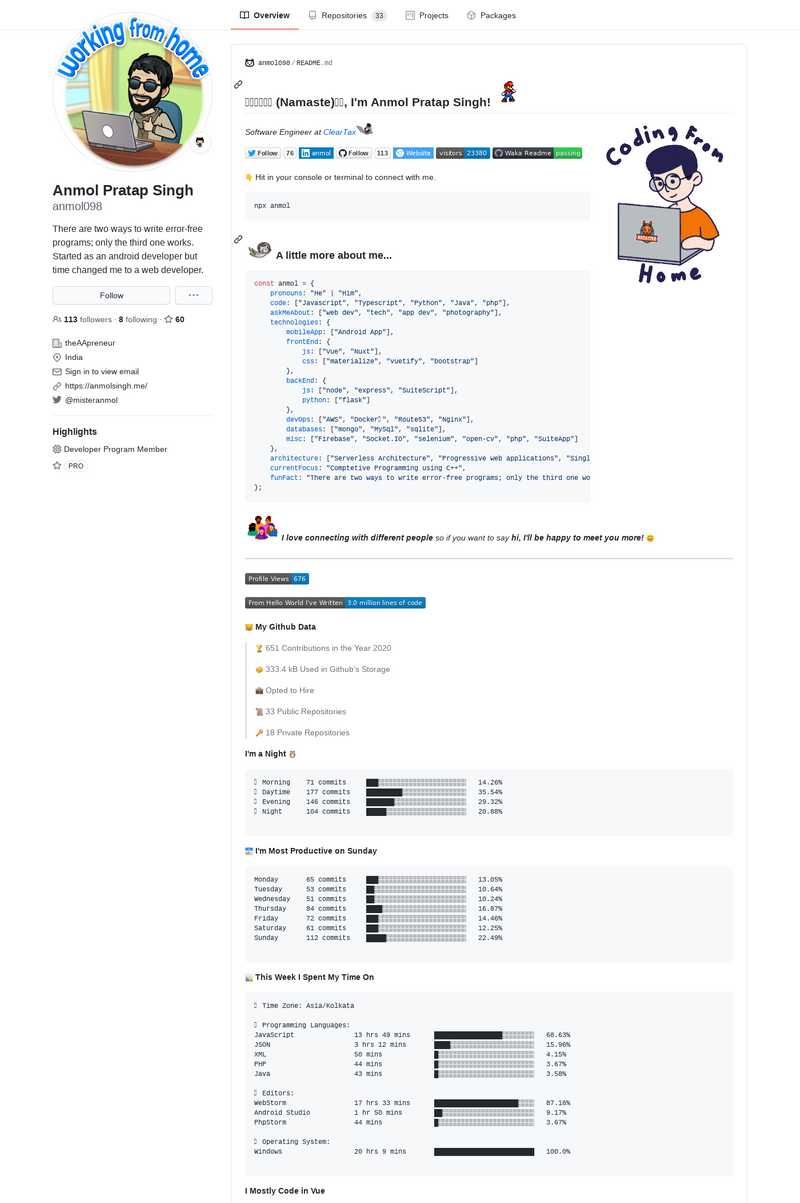 Overview
Repositories 33
Projects
Packages
working from home
Anmol Pratap Singh
anmol098
There are two ways to write error-free
programs; only the third one works.
Started as an android developer but
time changed me to a web developer.
Follow
...
113 followers · 8 following · 60
theAApreneur
India
Sign in to view email
https://anmolsingh.me/
@misteranmol
Highlights
Developer Program Member
PRO
anmol098/README.md
(Namaste), I'm Anmol Pratap Singh!
Software Engineer at ClearTax
Follow 76 anmol Follow 113 Website visitors 23380 Waka Readme passing
👇 Hit in your console or terminal to connect with me.
npx anmol
Coding From
Home
A little more about me...
const anmol = {
    pronouns: "He" | "Him",
    code: ["Javascript", "Typescript", "Python", "Java", "php"],
    askMeAbout: ["web dev", "tech", "app dev", "photography"],
    technologies: {
        mobileApp: ["Android App"],
        frontEnd: {
            js: ["Vue", "Nuxt"],
            css: ["materialize", "vuetify", "bootstrap"]
        },
        backEnd: {
            js: ["node", "express", "SuiteScript"],
            python: ["flask"]
        },
        devOps: ["AWS", "Docker", "Route53", "Nginx"],
        databases: ["mongo", "MySql", "sqlite"],
        misc: ["Firebase", "Socket.IO", "selenium", "open-cv", "php", "SuiteApp"]
    },
    architecture: ["Serverless Architecture", "Progressive web applications", "Singl
    currentFocus: "Comptetive Programming using C++",
    funFact: "There are two ways to write error-free programs; only the third one wo
};
I love connecting with different people so if you want to say hi, I'll be happy to meet you more! 😊
Profile Views 676
From Hello World I've Written 3.0 million lines of code
🐱 My Github Data
🏆 651 Contributions in the Year 2020
📦 333.4 kB Used in Github's Storage
💼 Opted to Hire
📜 33 Public Repositories
🔑 18 Private Repositories
I'm a Night 🦉
Morning 71 commits 14.26%
Daytime 177 commits 35.54%
Evening 146 commits 29.32%
Night 104 commits 20.88%
📅 I'm Most Productive on Sunday
Monday 65 commits 13.05%
Tuesday 53 commits 10.64%
Wednesday 51 commits 10.24%
Thursday 84 commits 16.87%
Friday 72 commits 14.46%
Saturday 61 commits 12.25%
Sunday 112 commits 22.49%
📊 This Week I Spent My Time On
Time Zone: Asia/Kolkata
Programming Languages:
JavaScript 13 hrs 49 mins 68.63%
JSON 3 hrs 12 mins 15.96%
XML 50 mins 4.15%
PHP 44 mins 3.67%
Java 43 mins 3.58%
Editors:
WebStorm 17 hrs 33 mins 87.16%
Android Studio 1 hr 50 mins 9.17%
PhpStorm 44 mins 3.67%
Operating System:
Windows 20 hrs 9 mins 100.0%
I Mostly Code in Vue